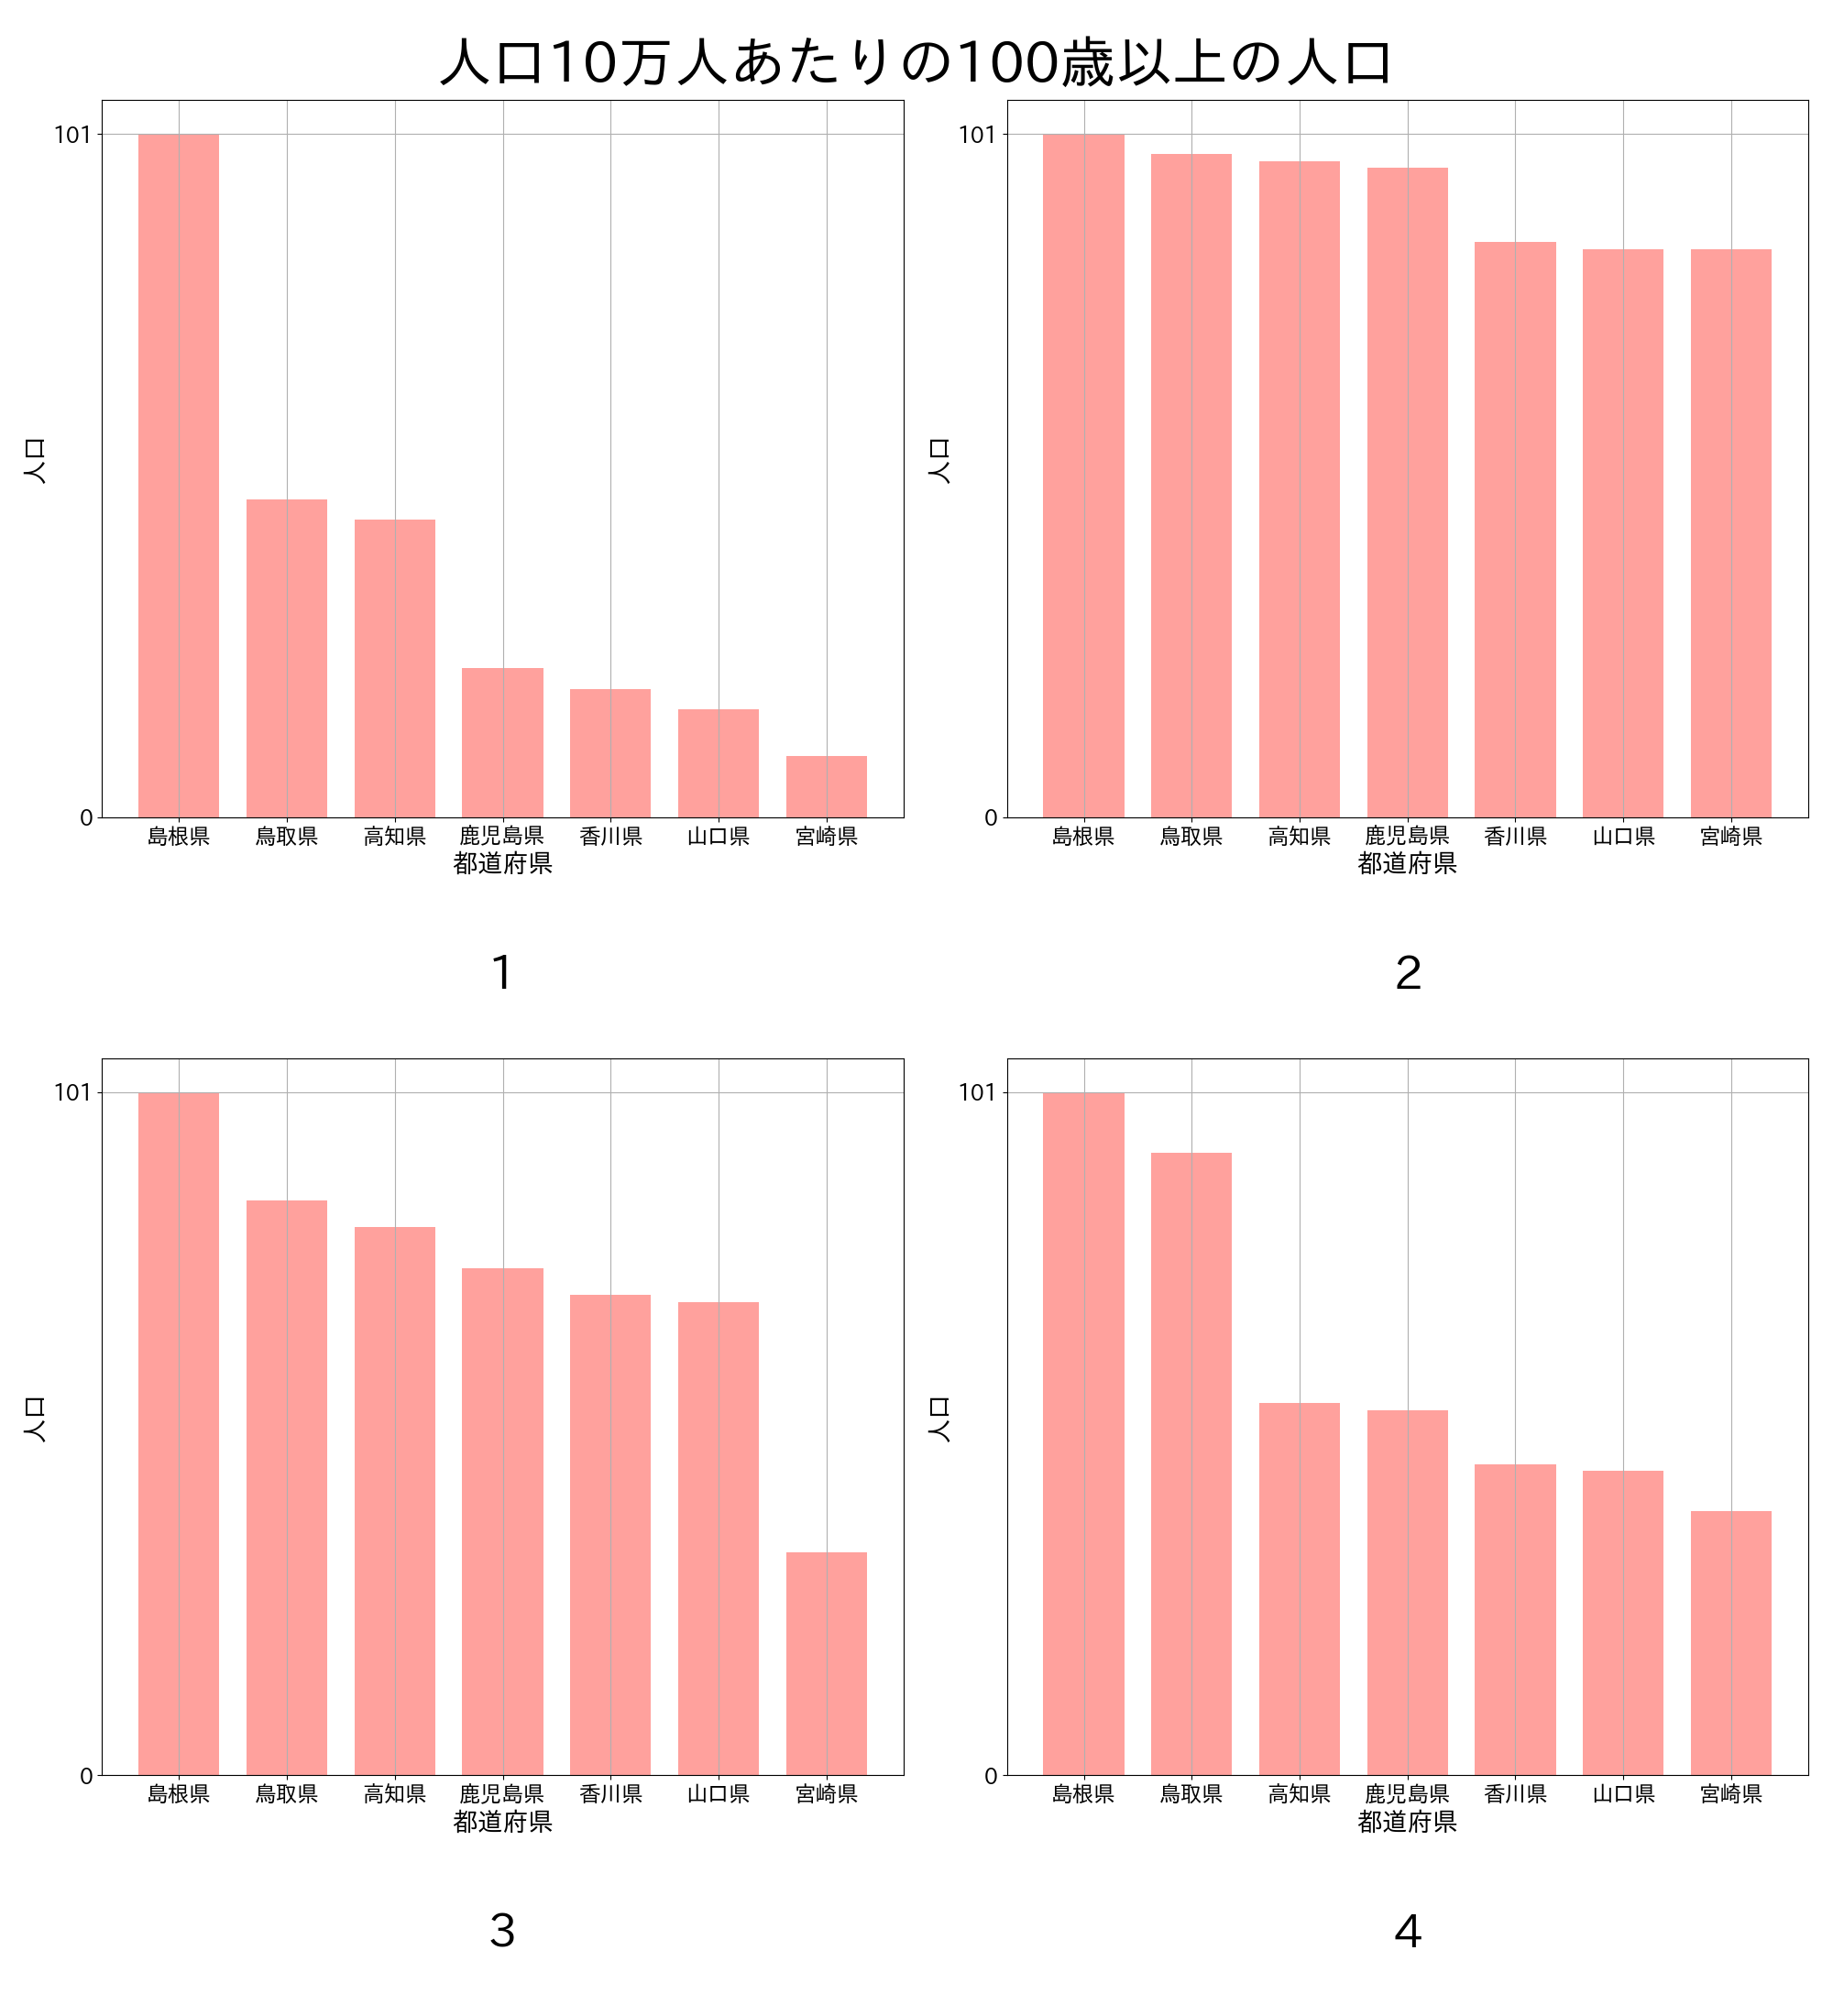 人口10万人あたりの100歳以上の人口
101
0
人口
島根県 鳥取県 高知県 鹿児島県 香川県 山口県 宮崎県
都道府県
1
101
0
人口
島根県 鳥取県 高知県 鹿児島県 香川県 山口県 宮崎県
都道府県
2
101
0
人口
島根県 鳥取県 高知県 鹿児島県 香川県 山口県 宮崎県
都道府県
3
101
0
人口
島根県 鳥取県 高知県 鹿児島県 香川県 山口県 宮崎県
都道府県
4